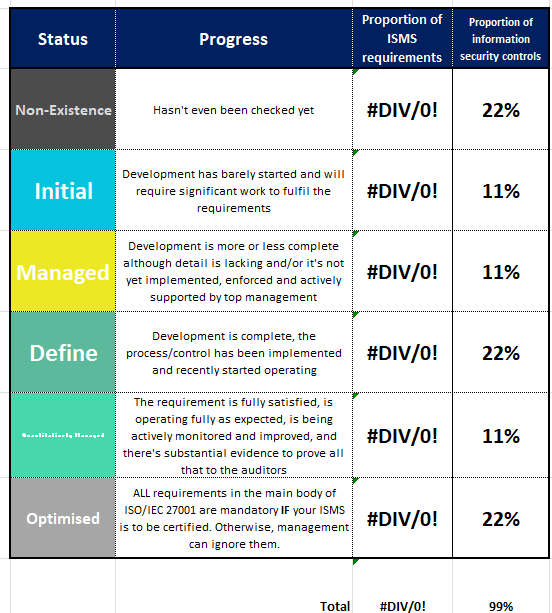 Status Progress Proportion of ISMS requirements Proportion of information security controls
Non-Existence Hasn't even been checked yet #DIV/0! 22%
Initial Development has barely started and will
require significant work to fulfil the
requirements #DIV/0! 11%
Managed Development is more or less complete
although detail is lacking and/or it's not
yet implemented, enforced and actively
supported by top management #DIV/0! 11%
Define Development is complete, the
process/control has been implemented
and recently started operating #DIV/0! 22%
Quantitatively Managed The requirement is fully satisfied, is
operating fully as expected, is being
actively monitored and improved, and
there's substantial evidence to prove all
that to the auditors #DIV/0! 11%
Optimised ALL requirements in the main body of
ISO/IEC 27001 are mandatory IF your ISMS
is to be certified. Otherwise, management
can ignore them. #DIV/0! 22%
Total #DIV/0! 99%